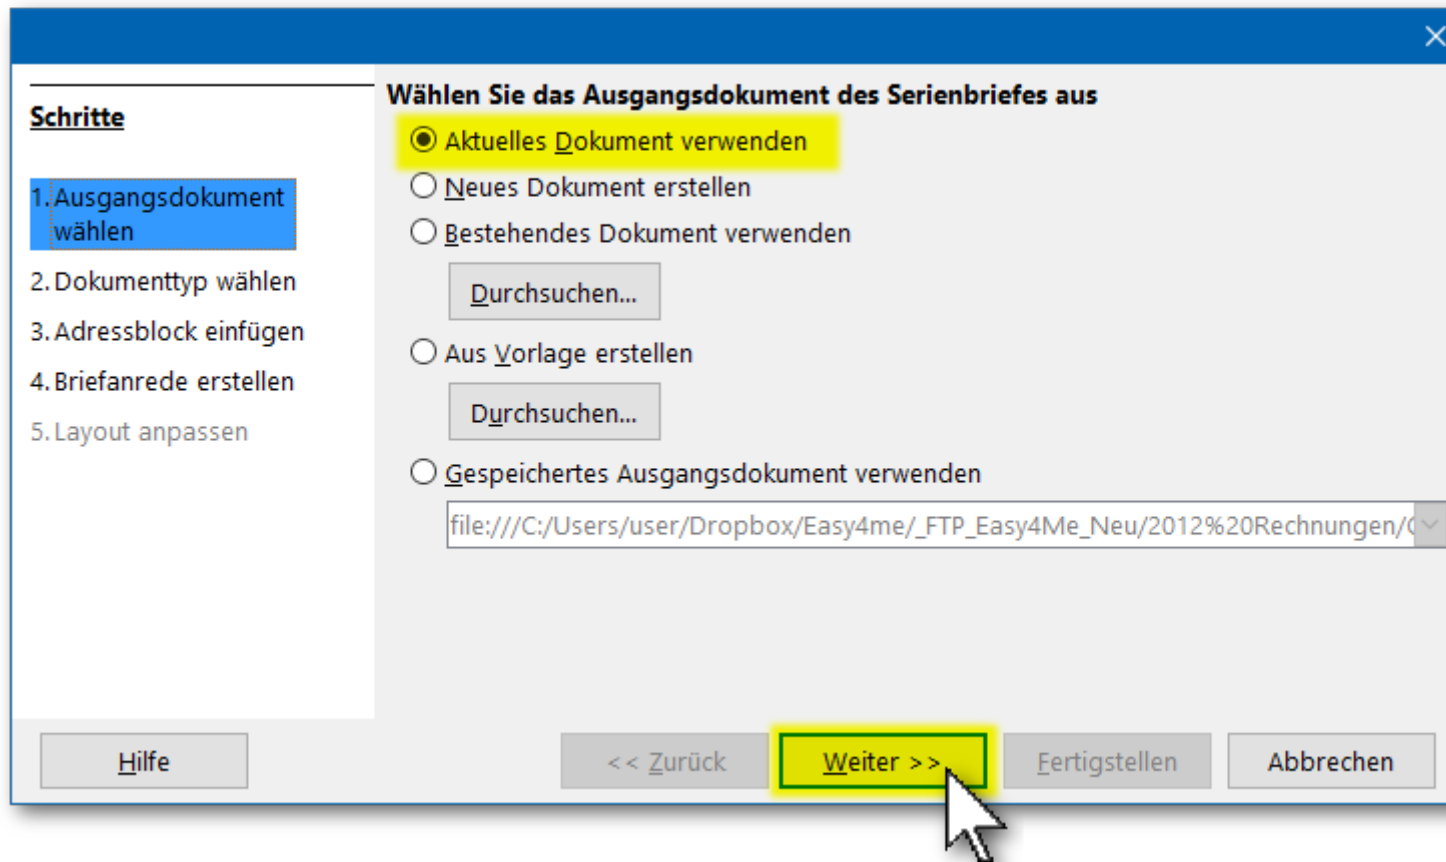 Schritte
1. Ausgangsdokument
wählen
2. Dokumenttyp wählen
3. Adressblock einfügen
4. Briefanrede erstellen
5. Layout anpassen
Wählen Sie das Ausgangsdokument des Serienbriefes aus
Aktuelles Dokument verwenden
Neues Dokument erstellen
Bestehendes Dokument verwenden
Durchsuchen...
Aus Vorlage erstellen
Durchsuchen...
Gespeichertes Ausgangsdokument verwenden
file:///C:/Users/user/Dropbox/Easy4me/_FTP_Easy4Me_Neu/2012%20Rechnungen/
Hilfe
<< Zurück
Weiter >>
Fertigstellen
Abbrechen